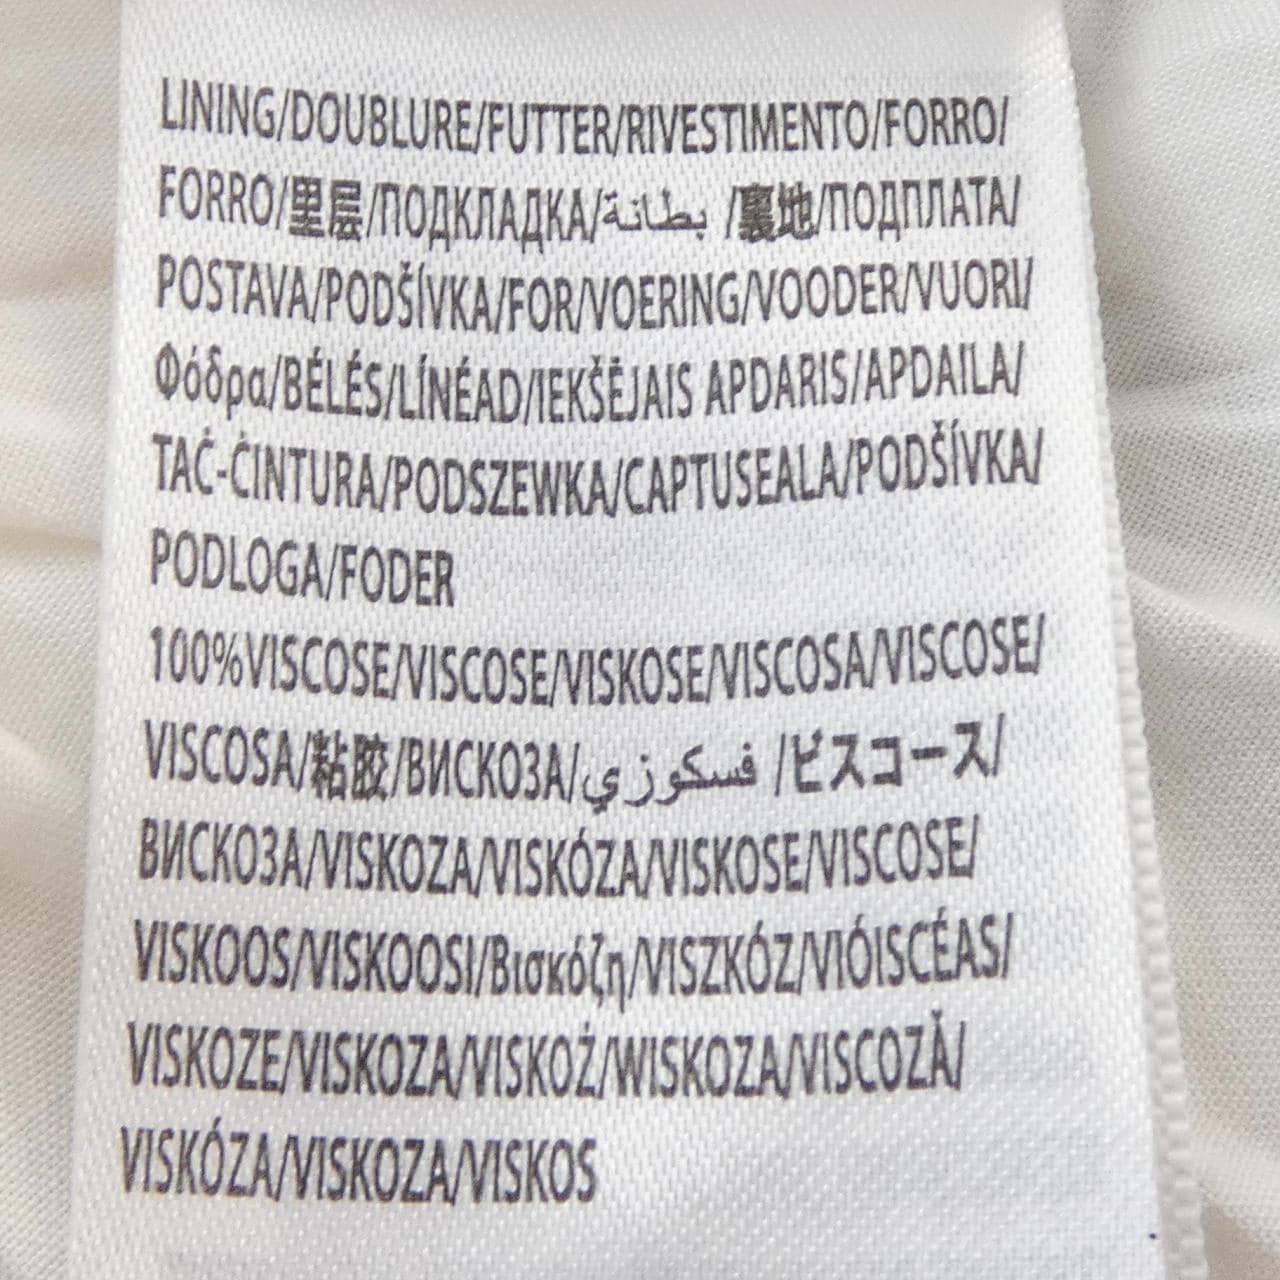 LINING/DOUBLURE/FUTTER/RIVESTIMENTO/FORRO/
FORRO/里层/ПОДКЛАДКА/بطانة /裏地/ПОДПЛАТА/
POSTAVA/PODŠÍVKA/FOR/VOERING/VOODER/VUORI/
Φόδρα/BÉLÉS/LÍNÉAD/IEKŠĒJAIS APDARIS/APDAILA/
TAĊ-ĊINTURA/PODSZEWKA/CAPTUSEALA/PODŠÍVKA/
PODLOGA/FODER
100%VISCOSE/VISCOSE/VISKOSE/VISCOSA/VISCOSE/
VISCOSA/粘胶/ВИСКОЗА/فسكوزي /ビスコース/
ВИСКОЗА/VISKOZA/VISKÓZA/VISKOSE/VISCOSE/
VISKOOS/VISKOOSI/Βισκόζη/VISZKÓZ/VIÓISCÉAS/
VISKOZE/VISKOZA/VISKOŻ/WISKOZA/VISCOZĂ/
VISKÓZA/VISKOZA/VISKOS